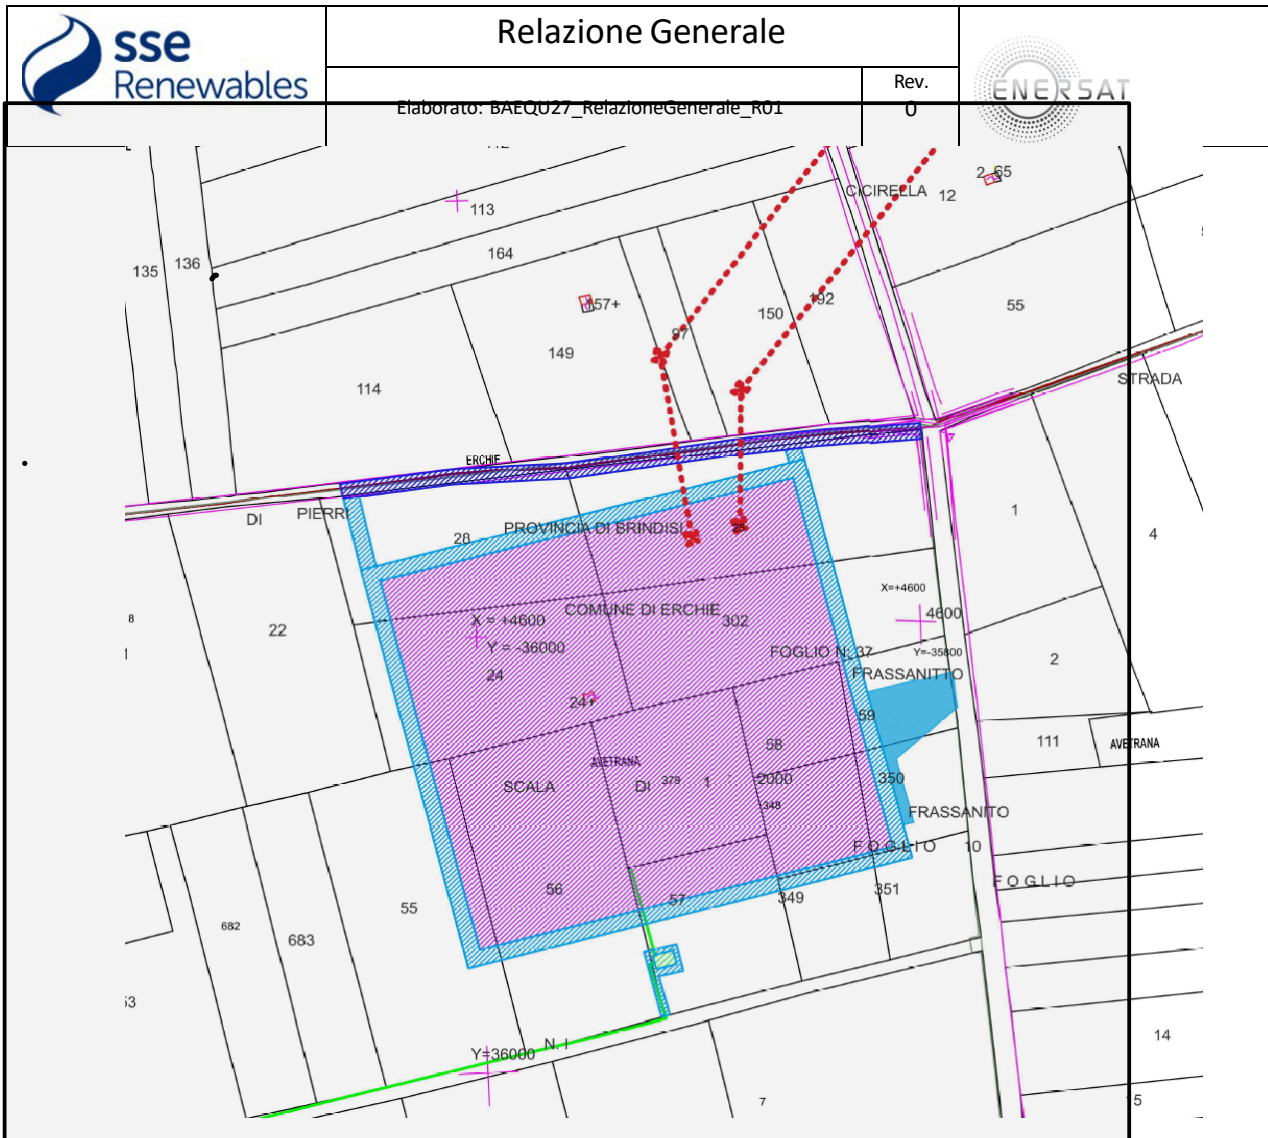 sse
Renewables
Relazione Generale
Elaborato: BAEQU27_RelazioneGenerale_R01
Rev.
0
ENERSAT
113
164
135
136
CICIRELLA
12
2 65
157+
97
150
192
55
149
114
STRADA
ERCHIE
DI PIERRI
28
PROVINCIA DI BRINDISI
1
4
X=+4600
4600
COMUNE DI ERCHIE
302
X = +4600
Y = -36000
22
8
FOGLIO N. 37
Y=-35800
2
24
FRASSANITTO
241
59
58
111
AVETRANA
AVETRANA
SCALA
DI
379
1
2000
350
348
FRASSANITO
FOGLIO 10
FOGLIO
56
57
349
351
55
682
683
53
N. I
Y=36000
14
7
15